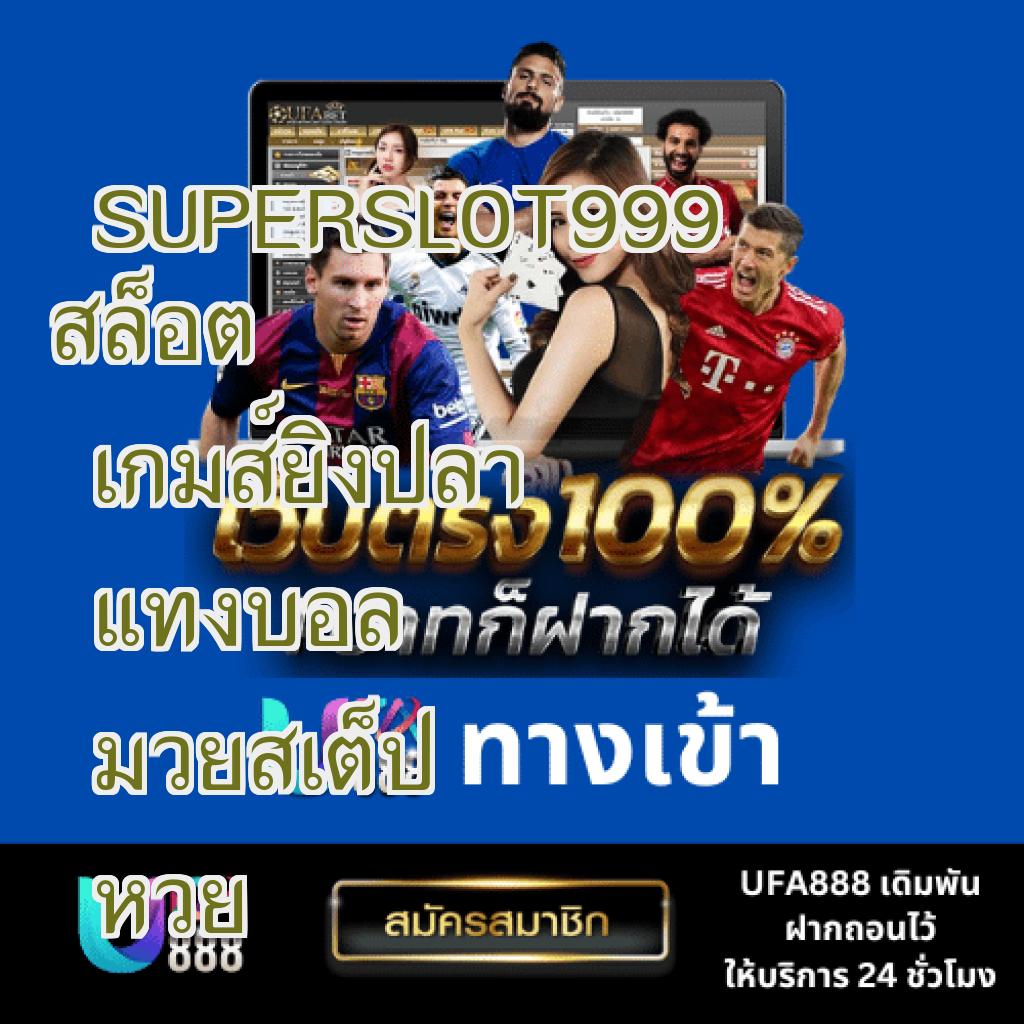 UFABET
SUPERSLOT999
สล็อต
เกมส์ยิงปลา
เว็บตรง100%
แทงบอล
ก็ฝากได้
มวยสเต็ป
ทางเข้า
หวย
888
สมัครสมาชิก
UFA888 เดิมพัน
ฝากถอนไว้
ให้บริการ 24 ชั่วโมง